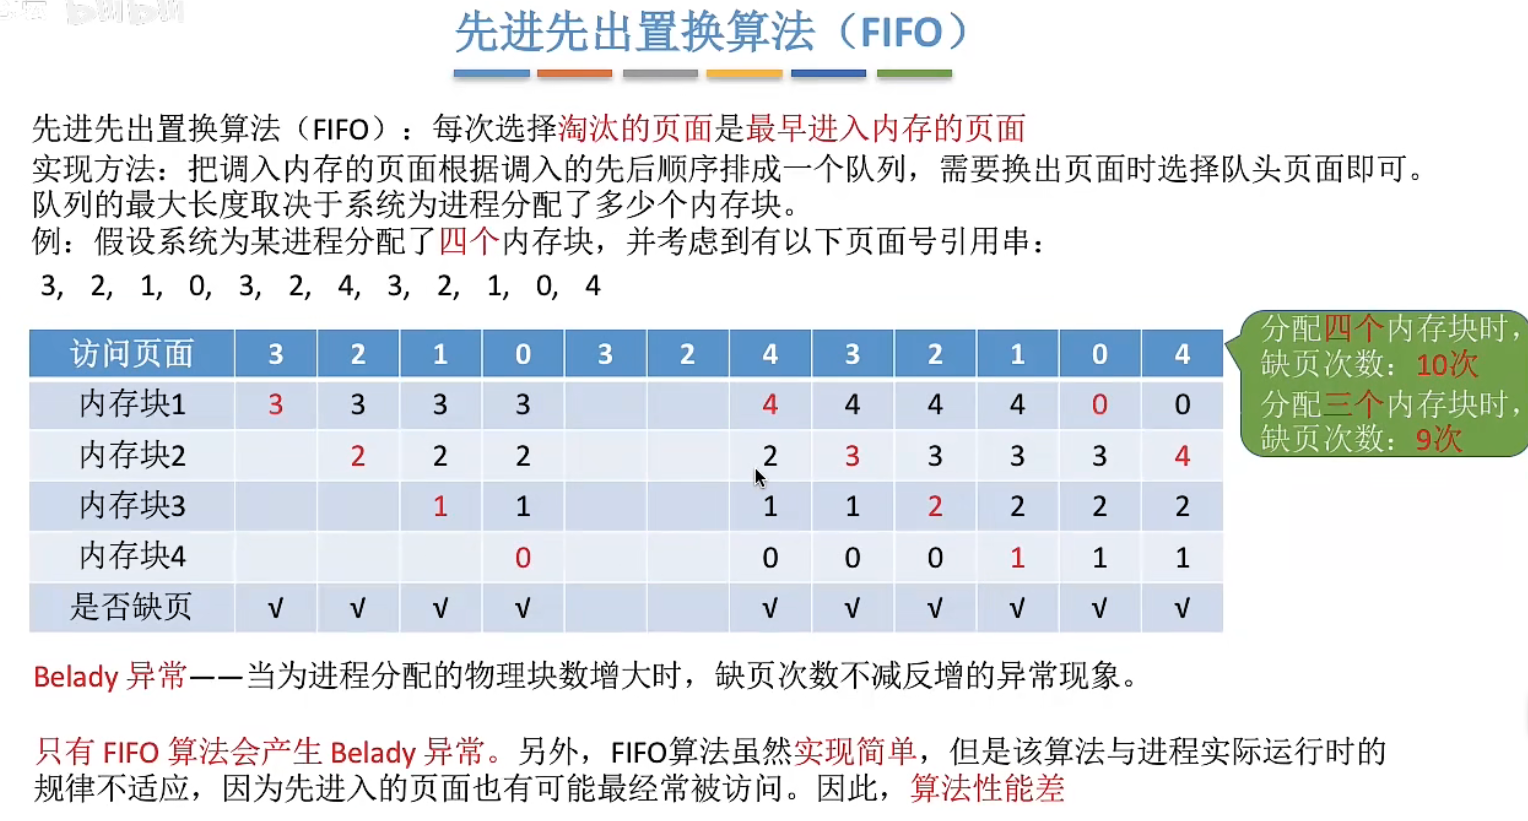 先进先出置换算法（FIFO）
先进先出置换算法（FIFO）：每次选择淘汰的页面是最早进入内存的页面
实现方法：把调入内存的页面根据调入的先后顺序排成一个队列，需要换出页面时选择队头页面即可。
队列的最大长度取决于系统为进程分配了多少个内存块。
例：假设系统为某进程分配了四个内存块，并考虑到有以下页面号引用串：
3, 2, 1, 0, 3, 2, 4, 3, 2, 1, 0, 4
访问页面 3 2 1 0 3 2 4 3 2 1 0 4
内存块1 3 3 3 3 4 4 4 4 0 0
内存块2 2 2 2 2 3 3 3 3 4
内存块3 1 1 1 1 2 2 2 2
内存块4 0 0 0 0 1 1 1
是否缺页 √ √ √ √ √ √ √ √ √ √
分配四个内存块时，
缺页次数：10次
分配三个内存块时，
缺页次数：9次
Belady 异常——当为进程分配的物理块数增大时，缺页次数不减反增的异常现象。
只有 FIFO 算法会产生 Belady 异常。另外，FIFO算法虽然实现简单，但是该算法与进程实际运行时的
规律不适应，因为先进入的页面也有可能最经常被访问。因此，算法性能差